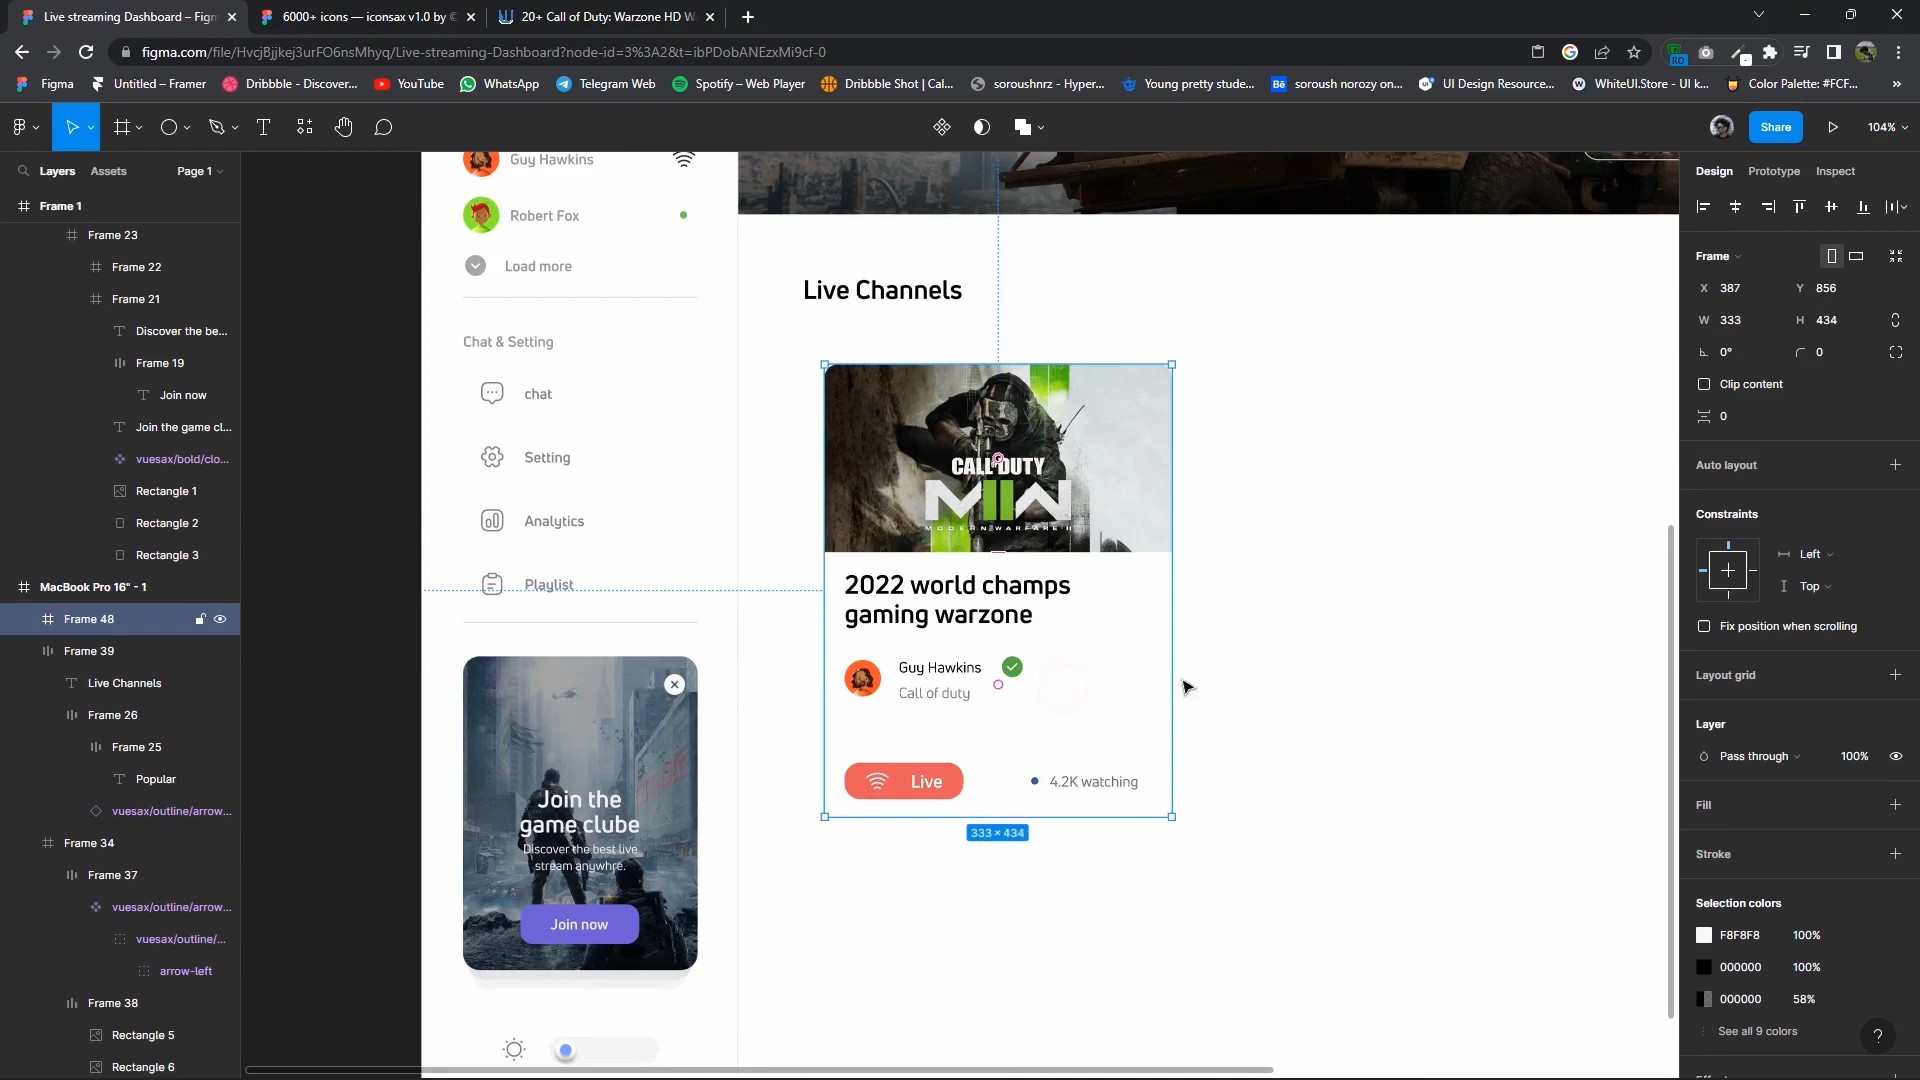 Live streaming Dashboard – Figm
6000+ icons — iconsax v1.0 by
20+ Call of Duty: Warzone HD W
figma.com/file/HvcjBjjkej3urFO6nsMhyq/Live-streaming-Dashboard?node-id=3%3A2&t=ibPDobANEzxMi9cf-0
RO
Figma
Untitled – Framer
Dribbble - Discover...
YouTube
WhatsApp
Telegram Web
Spotify – Web Player
Dribbble Shot | Cal...
soroushnrz - Hyper...
Young pretty stude...
Bē
soroush norozy on...
UI Design Resource...
WhiteUI.Store - UI k...
Color Palette: #FCF...
Share
104%
Layers
Assets
Page 1
Frame 1
Frame 23
Frame 22
Frame 21
Discover the be...
Frame 19
Join now
Join the game cl...
vuesax/bold/clo...
Rectangle 1
Rectangle 2
Rectangle 3
MacBook Pro 16" - 1
Frame 48
Frame 39
Live Channels
Frame 26
Frame 25
Popular
vuesax/outline/arrow...
Frame 34
Frame 37
vuesax/outline/arrow...
vuesax/outline/...
arrow-left
Frame 38
Rectangle 5
Rectangle 6
Guy Hawkins
Robert Fox
Load more
Chat & Setting
chat
Setting
Analytics
Playlist
Join the
game clube
Discover the best live
stream anywhre.
Join now
Live Channels
CALL DUTY
MIIW
MODERN WARFARE II
2022 world champs
gaming warzone
Guy Hawkins
Call of duty
Live
4.2K watching
333 × 434
Design
Prototype
Inspect
Frame
X 387
Y 856
W 333
H 434
0°
0
Clip content
0
Auto layout
Constraints
Left
Top
Fix position when scrolling
Layout grid
Layer
Pass through
100%
Fill
Stroke
Selection colors
F8F8F8 100%
000000 100%
000000 58%
See all 9 colors
?